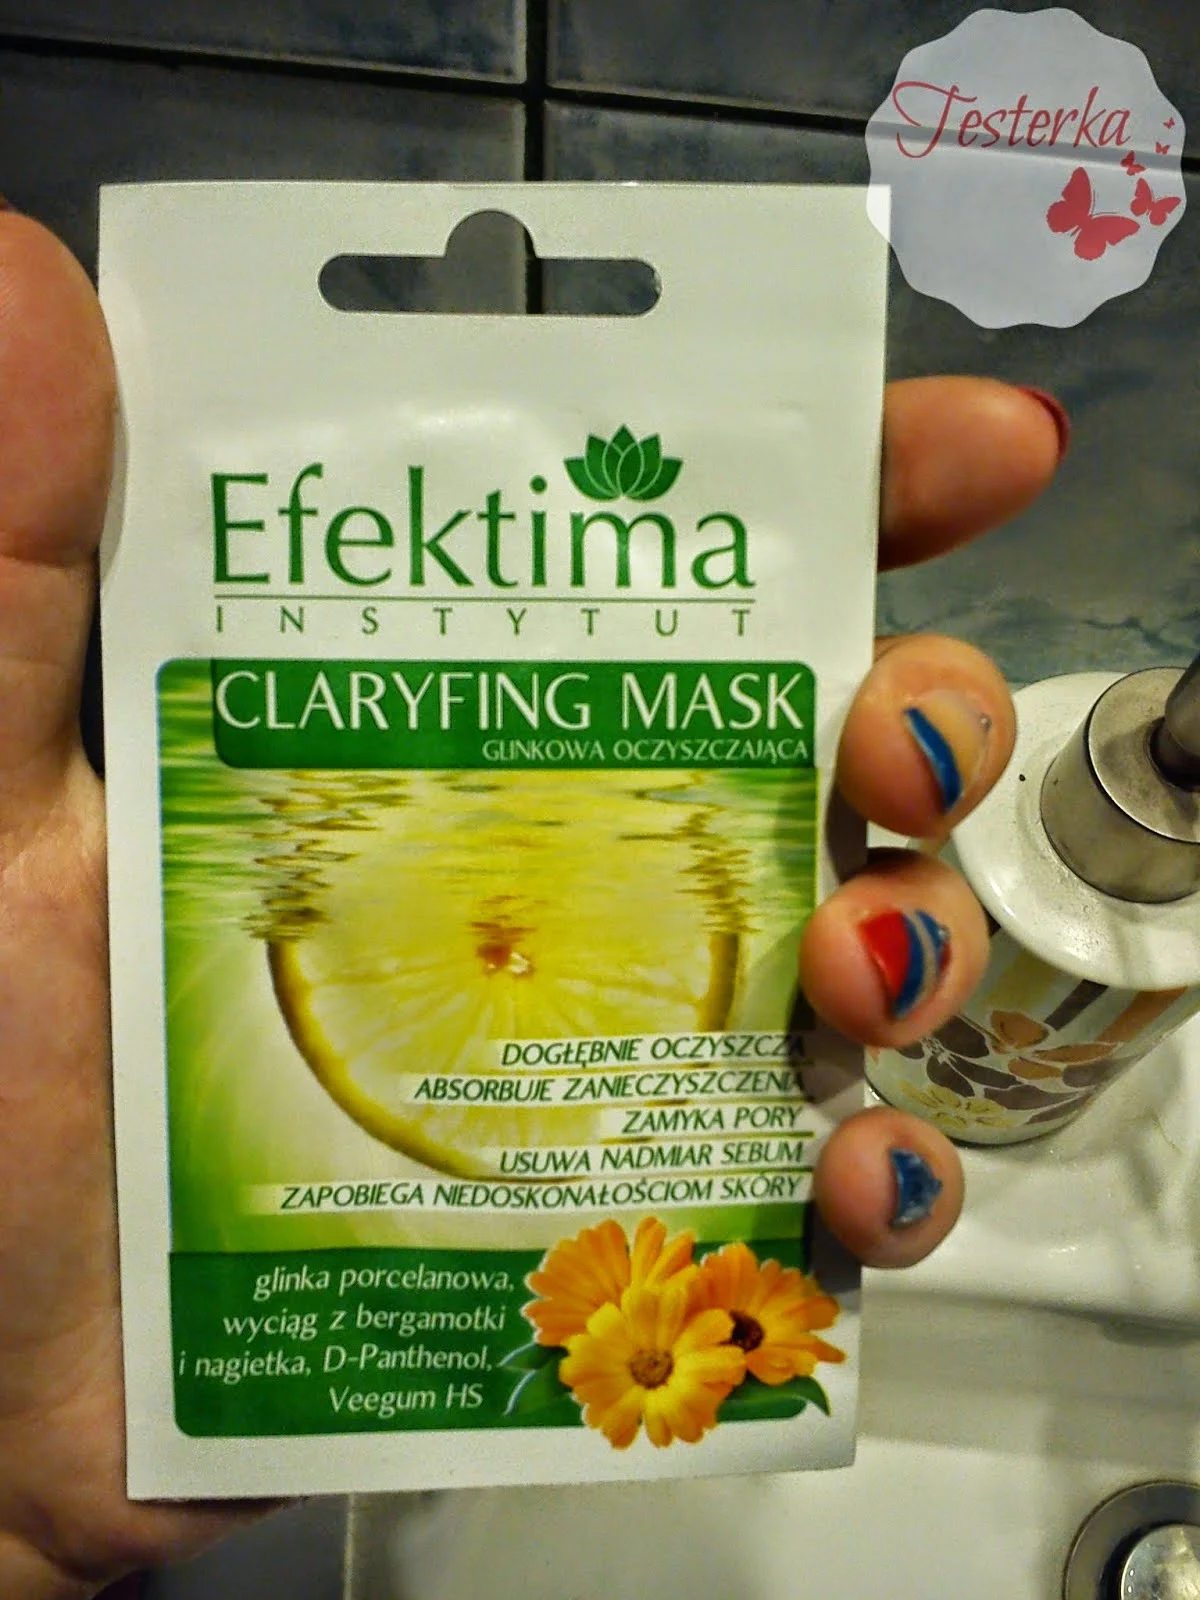 Testerka
Efektima
INSTYTUT
CLARYFING MASK
GLINKOWA OCZYSZCZAJĄCA
DOGŁĘBNIE OCZYSZCZA
ABSORBUJE ZANIECZYSZCZENIA
ZAMYKA PORY
USUWA NADMIAR SEBUM
ZAPOBIEGA NIEDOSKONAŁOŚCIOM SKÓRY
glinka porcelanowa,
wyciąg z bergamotki
i nagietka, D-Panthenol,
Veegum HS